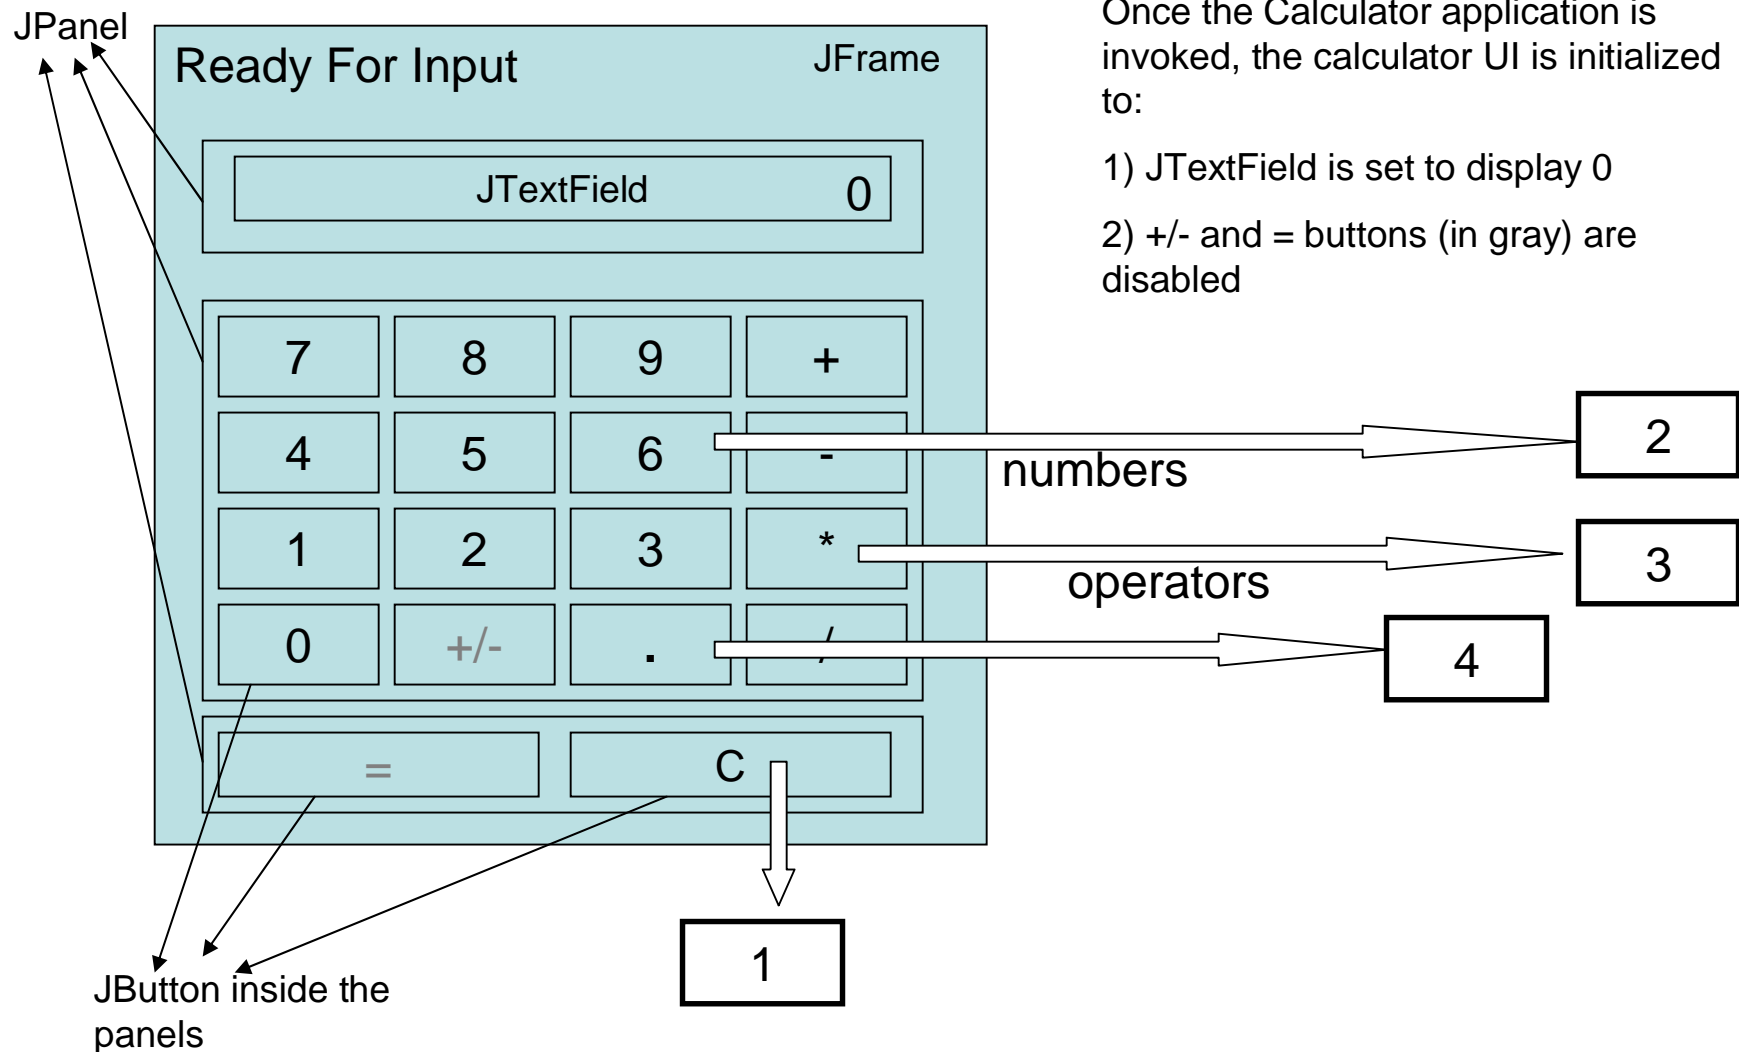 JPanel
Ready For Input
JFrame
JTextField 0
7 8 9 +
4 5 6 -
1 2 3 *
0 +/- . /
= C
JButton inside the
panels
Once the Calculator application is
invoked, the calculator UI is initialized
to:
1) JTextField is set to display 0
2) +/- and = buttons (in gray) are
disabled
numbers
2
operators
3
4
1